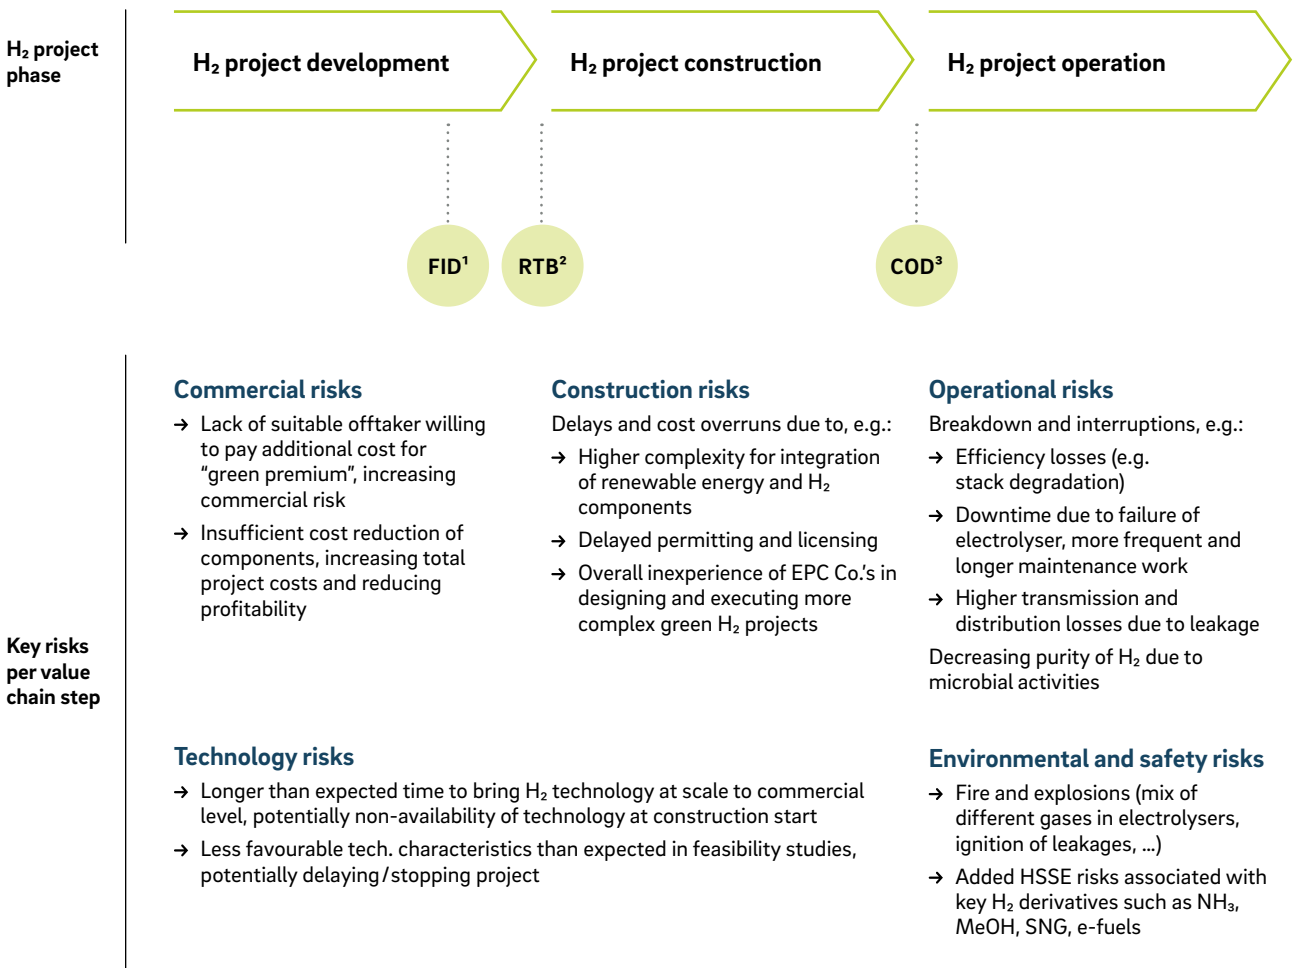 H₂ project
phase
H₂ project development
H₂ project construction
H₂ project operation
FID¹
RTB²
COD³
Key risks
per value
chain step
Commercial risks
→ Lack of suitable offtaker willing
to pay additional cost for
“green premium”, increasing
commercial risk
→ Insufficient cost reduction of
components, increasing total
project costs and reducing
profitability
Construction risks
Delays and cost overruns due to, e.g.:
→ Higher complexity for integration
of renewable energy and H₂
components
→ Delayed permitting and licensing
→ Overall inexperience of EPC Co.’s in
designing and executing more
complex green H₂ projects
Operational risks
Breakdown and interruptions, e.g.:
→ Efficiency losses (e.g.
stack degradation)
→ Downtime due to failure of
electrolyser, more frequent and
longer maintenance work
→ Higher transmission and
distribution losses due to leakage
Decreasing purity of H₂ due to
microbial activities
Technology risks
→ Longer than expected time to bring H₂ technology at scale to commercial
level, potentially non-availability of technology at construction start
→ Less favourable tech. characteristics than expected in feasibility studies,
potentially delaying/stopping project
Environmental and safety risks
→ Fire and explosions (mix of
different gases in electrolysers,
ignition of leakages, …)
→ Added HSSE risks associated with
key H₂ derivatives such as NH₃,
MeOH, SNG, e-fuels